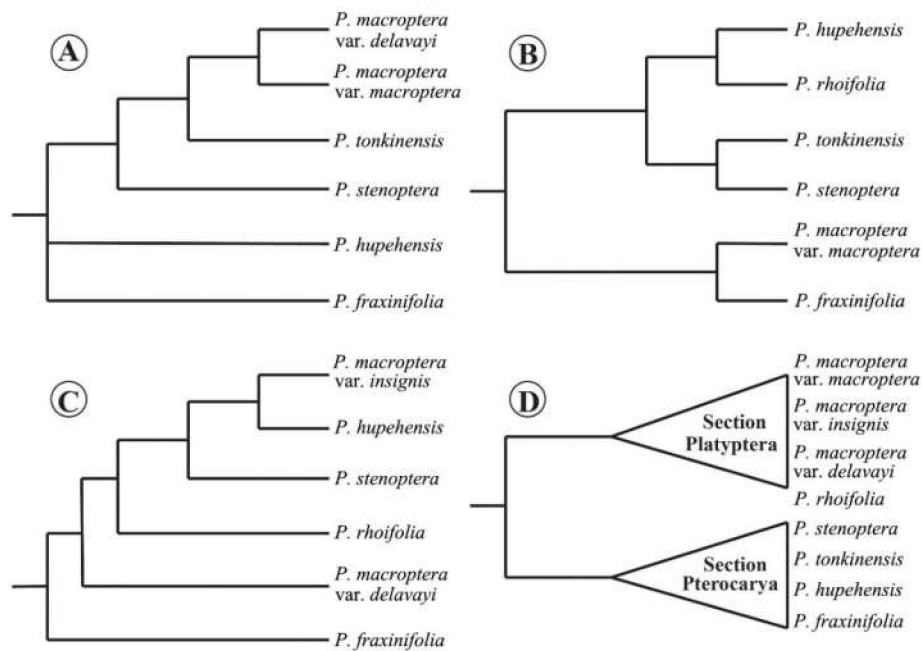 A
P. macroptera
var. delavayi
P. macroptera
var. macroptera
P. tonkinensis
P. stenoptera
P. hupehensis
P. fraxinifolia
B
P. hupehensis
P. rhoifolia
P. tonkinensis
P. stenoptera
P. macroptera
var. macroptera
P. fraxinifolia
C
P. macroptera
var. insignis
P. hupehensis
P. stenoptera
P. rhoifolia
P. macroptera
var. delavayi
P. fraxinifolia
D
Section
Platyptera
P. macroptera
var. macroptera
P. macroptera
var. insignis
P. macroptera
var. delavayi
P. rhoifolia
Section
Pterocarya
P. stenoptera
P. tonkinensis
P. hupehensis
P. fraxinifolia